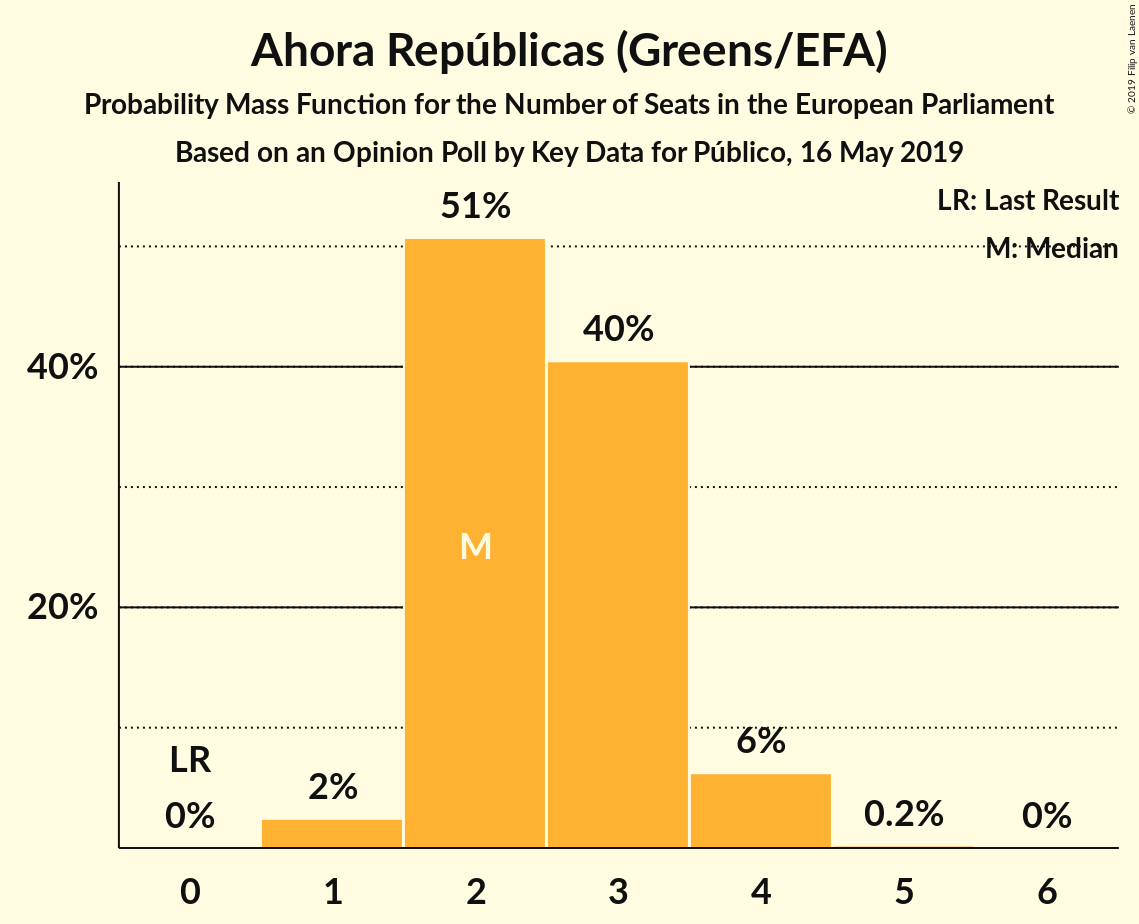 Ahora Repúblicas (Greens/EFA)
Probability Mass Function for the Number of Seats in the European Parliament
Based on an Opinion Poll by Key Data for Público, 16 May 2019
© 2019 Filip van Laenen
LR: Last Result
M: Median
51%
40%
40%
M
20%
LR
6%
2%
0%
0.2%
0%
0 1 2 3 4 5 6